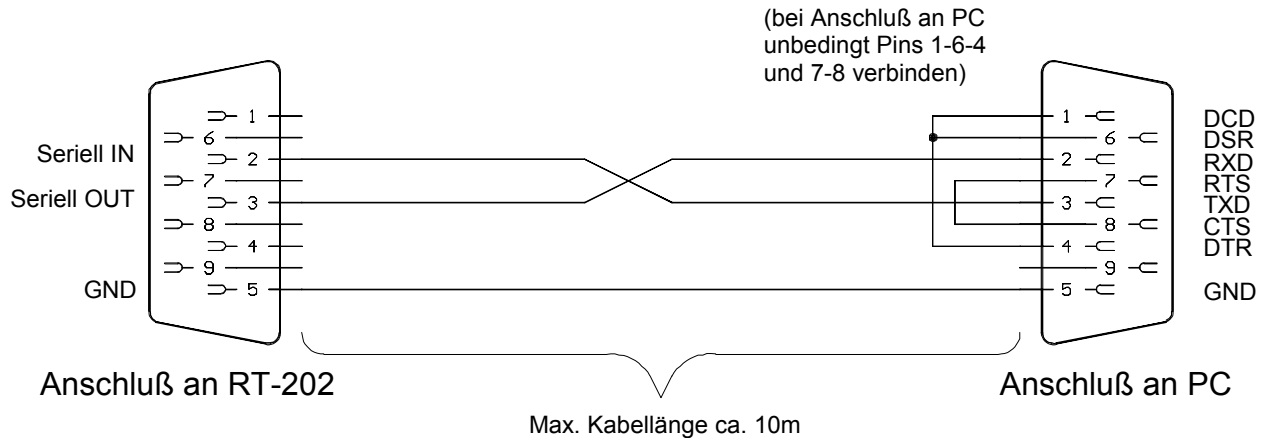 (bei Anschluß an PC
unbedingt Pins 1-6-4
und 7-8 verbinden)
1
6
Seriell IN
2
7
Seriell OUT
3
8
4
9
GND
5
1
DCD
6
DSR
2
RXD
7
RTS
3
TXD
8
CTS
4
DTR
9
5
GND
Anschluß an RT-202
Anschluß an PC
Max. Kabellänge ca. 10m